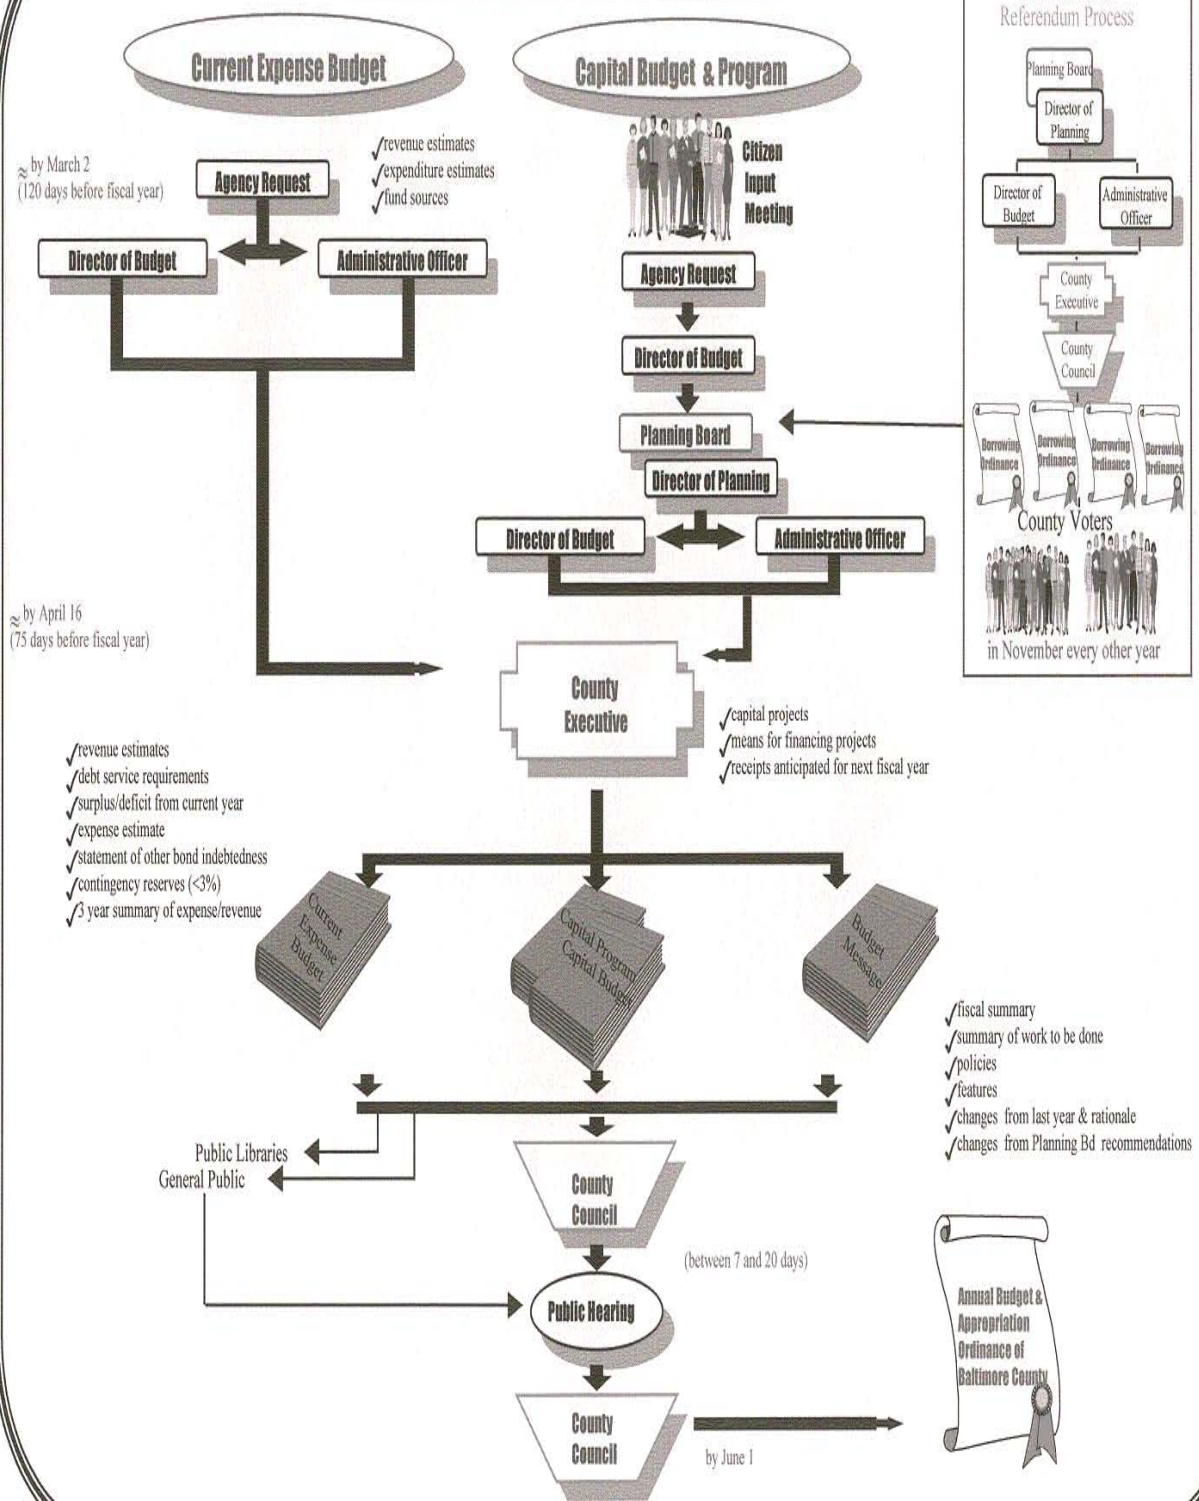 Current Expense Budget
≈ by March 2
(120 days before fiscal year)
Agency Request
✓revenue estimates
✓expenditure estimates
✓fund sources
Director of Budget
Administrative Officer
≈ by April 16
(75 days before fiscal year)
Capital Budget & Program
Citizen
Input
Meeting
Agency Request
Director of Budget
Planning Board
Director of Planning
Director of Budget
Administrative Officer
Referendum Process
Planning Board
Director of
Planning
Director of
Budget
Administrative
Officer
County
Executive
County
Council
Borrowing
Ordinance
Borrowing
Ordinance
Borrowing
Ordinance
Borrowing
Ordinance
County Voters
in November every other year
County
Executive
✓capital projects
✓means for financing projects
✓receipts anticipated for next fiscal year
✓revenue estimates
✓debt service requirements
✓surplus/deficit from current year
✓expense estimate
✓statement of other bond indebtedness
✓contingency reserves (<3%)
✓3 year summary of expense/revenue
Current
Expense
Budget
Capital Program
Capital Budget
Budget
Message
✓fiscal summary
✓summary of work to be done
✓policies
✓features
✓changes from last year & rationale
✓changes from Planning Bd recommendations
Public Libraries
General Public
County
Council
(between 7 and 20 days)
Public Hearing
County
Council
by June 1
Annual Budget &
Appropriation
Ordinance of
Baltimore County